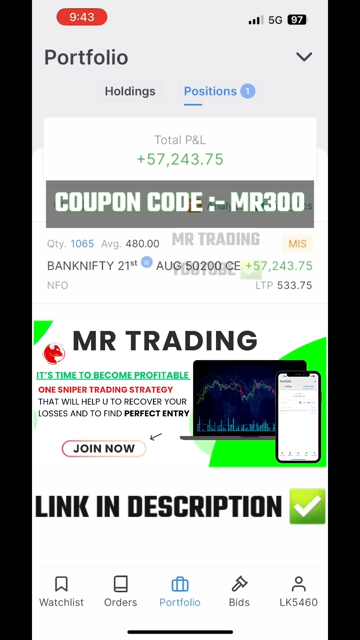 9:43
5G 97
Portfolio
Holdings Positions 1
Total P&L
+57,243.75
COUPON CODE :- MR300
Qty. 1065 Avg. 480.00 MIS
MR TRADING
BANKNIFTY 21st W AUG 50200 CE +57,243.75
YOUTUBE
NFO LTP 533.75
MR TRADING
IT'S TIME TO BECOME PROFITABLE
ONE SNIPER TRADING STRATEGY
THAT WILL HELP U TO RECOVER YOUR
LOSSES AND TO FIND PERFECT ENTRY
JOIN NOW
LINK IN DESCRIPTION ✅
Watchlist Orders Portfolio Bids LK5460